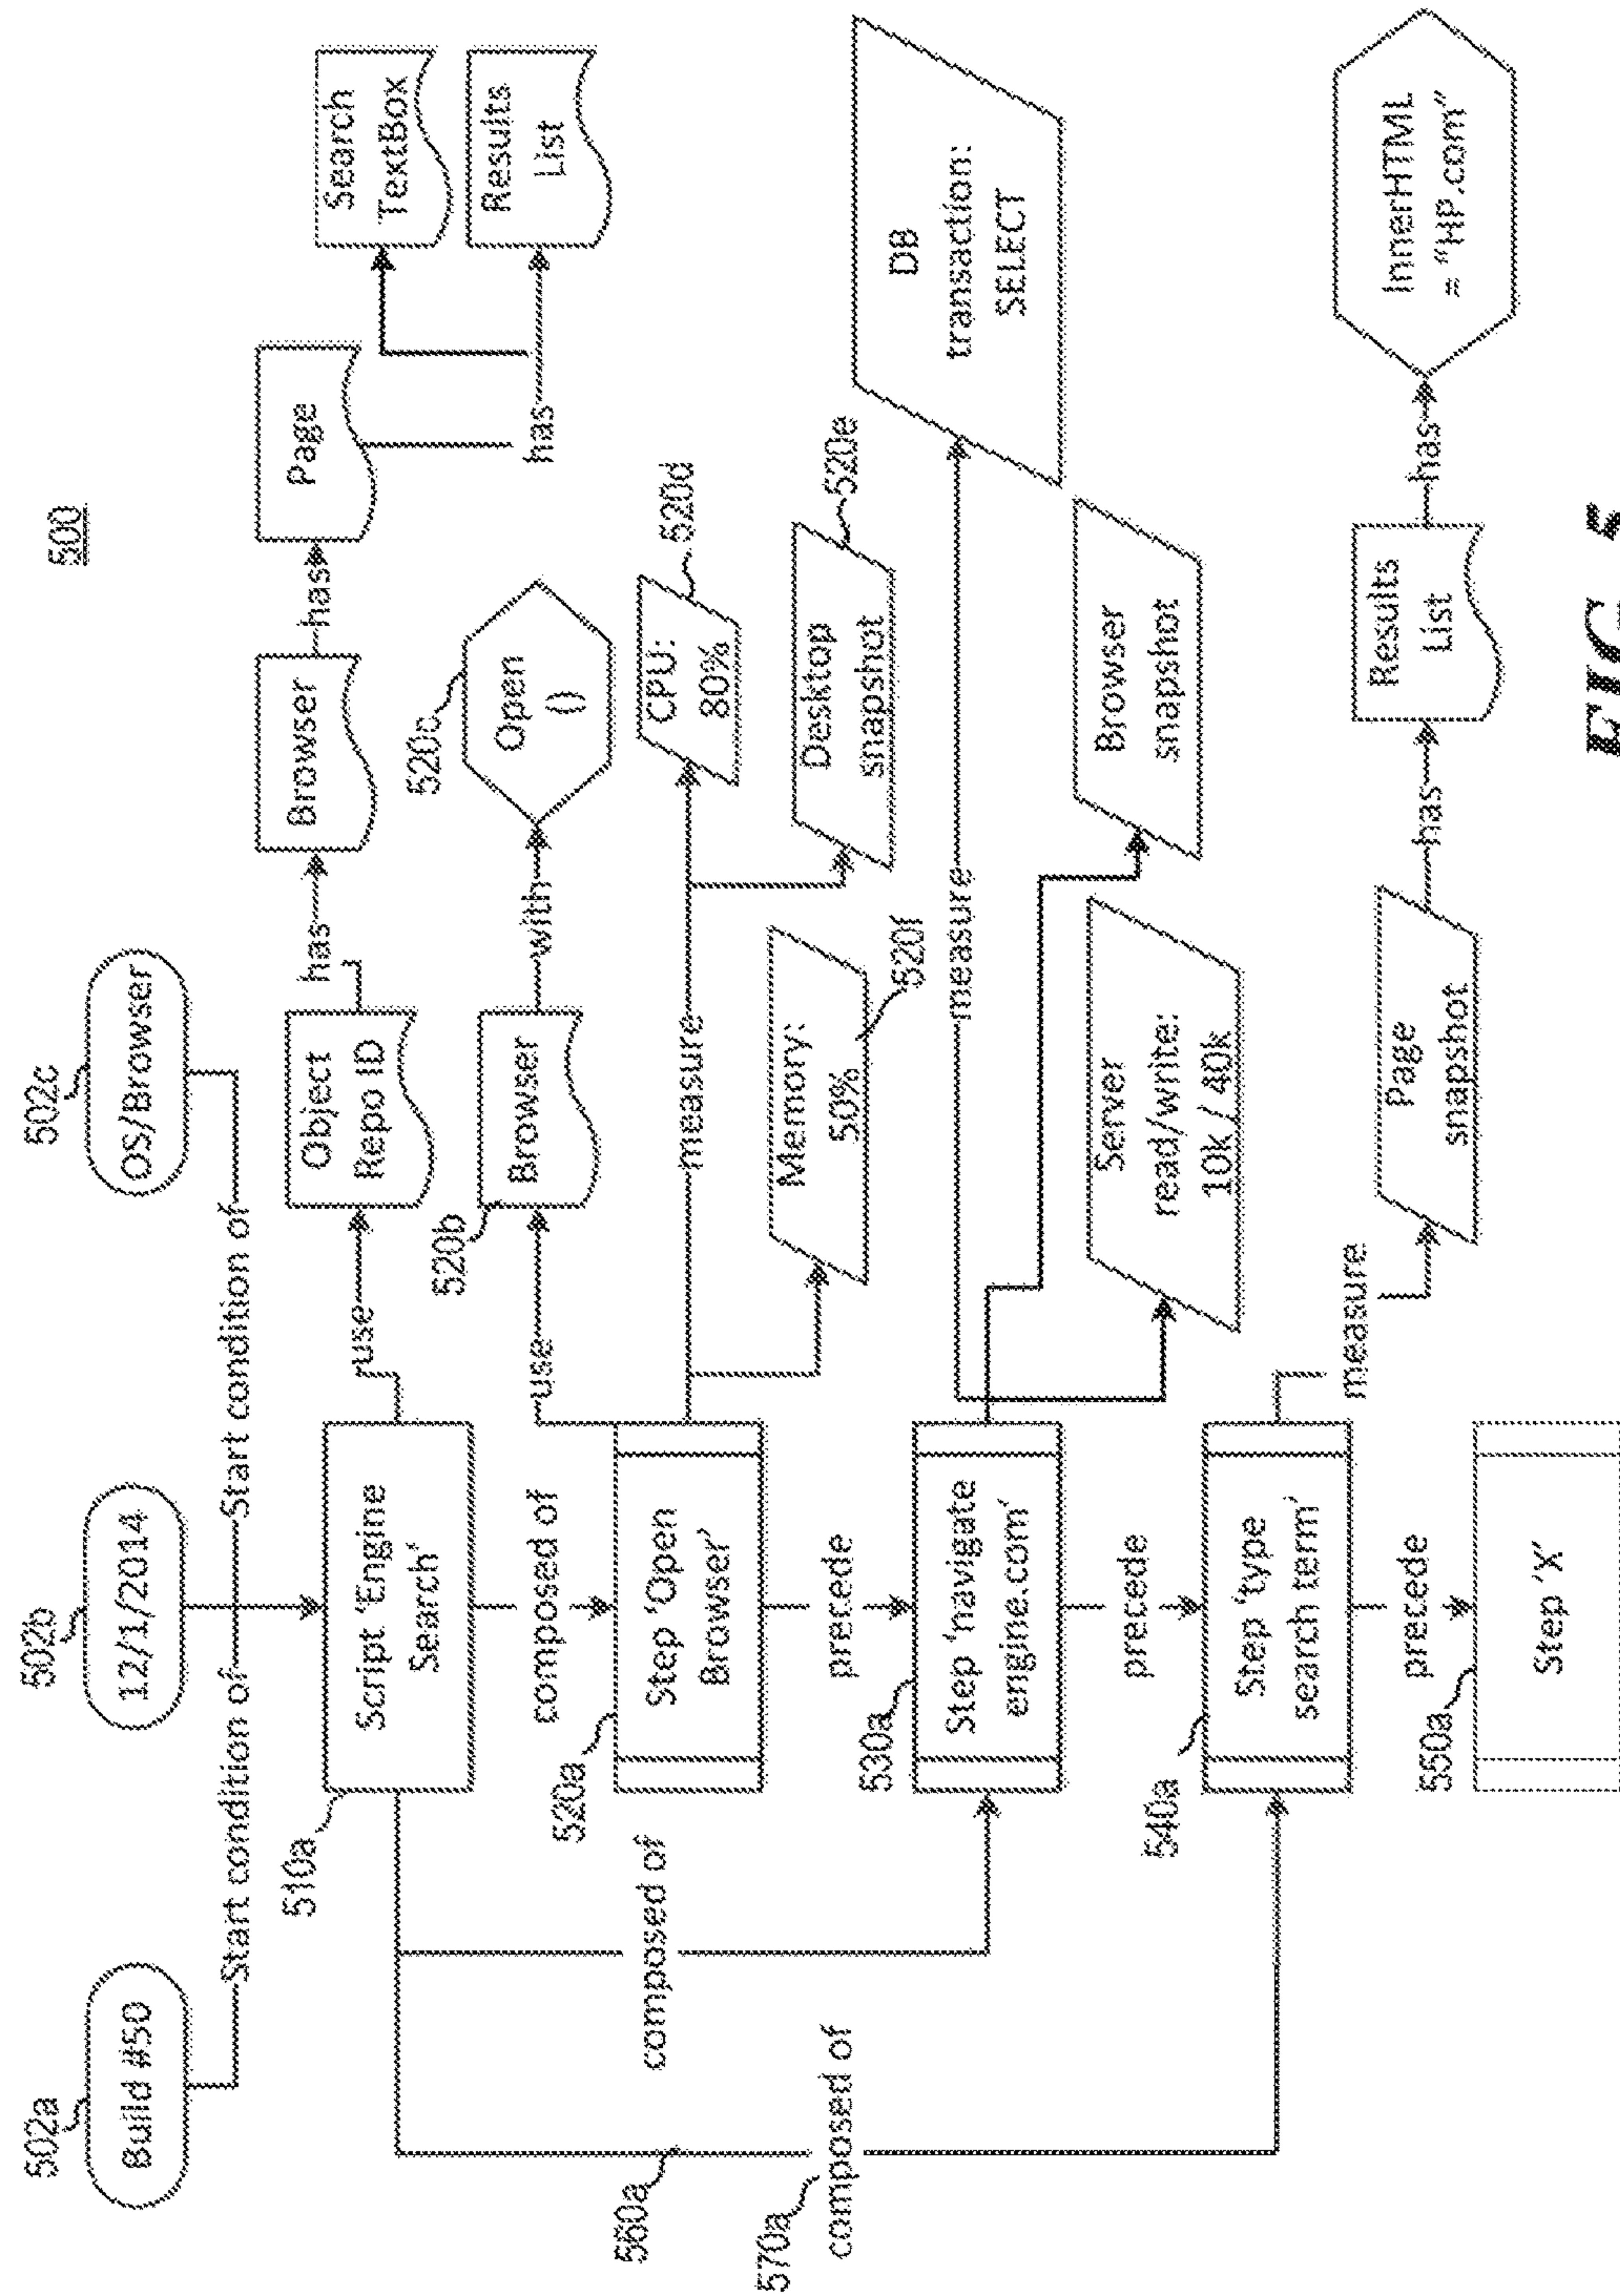 500
502a
502b
502c
Build #50
12/1/2014
OS/Browser
Start condition of
Start condition of
510a
Script 'Engine
Search'
use
Object
Repo ID
has
Browser
has
Page
has
Search
TextBox
Results
List
composed of
520a
Step 'Open
Browser'
use
520b
Browser
with
520c
Open
()
measure
CPU:
80%
520d
Desktop
snapshot
520e
Memory:
50%
520f
composed of
precede
530a
Step 'navigate
engine.com'
measure
DB
transaction:
SELECT
Browser
snapshot
Server
read/write:
10k / 40k
560a
570a
composed of
precede
540a
Step 'type
search term'
measure
Page
snapshot
has
Results
List
has
InnerHTML
= "HP.com"
precede
550a
Step 'X'
FIG. 5